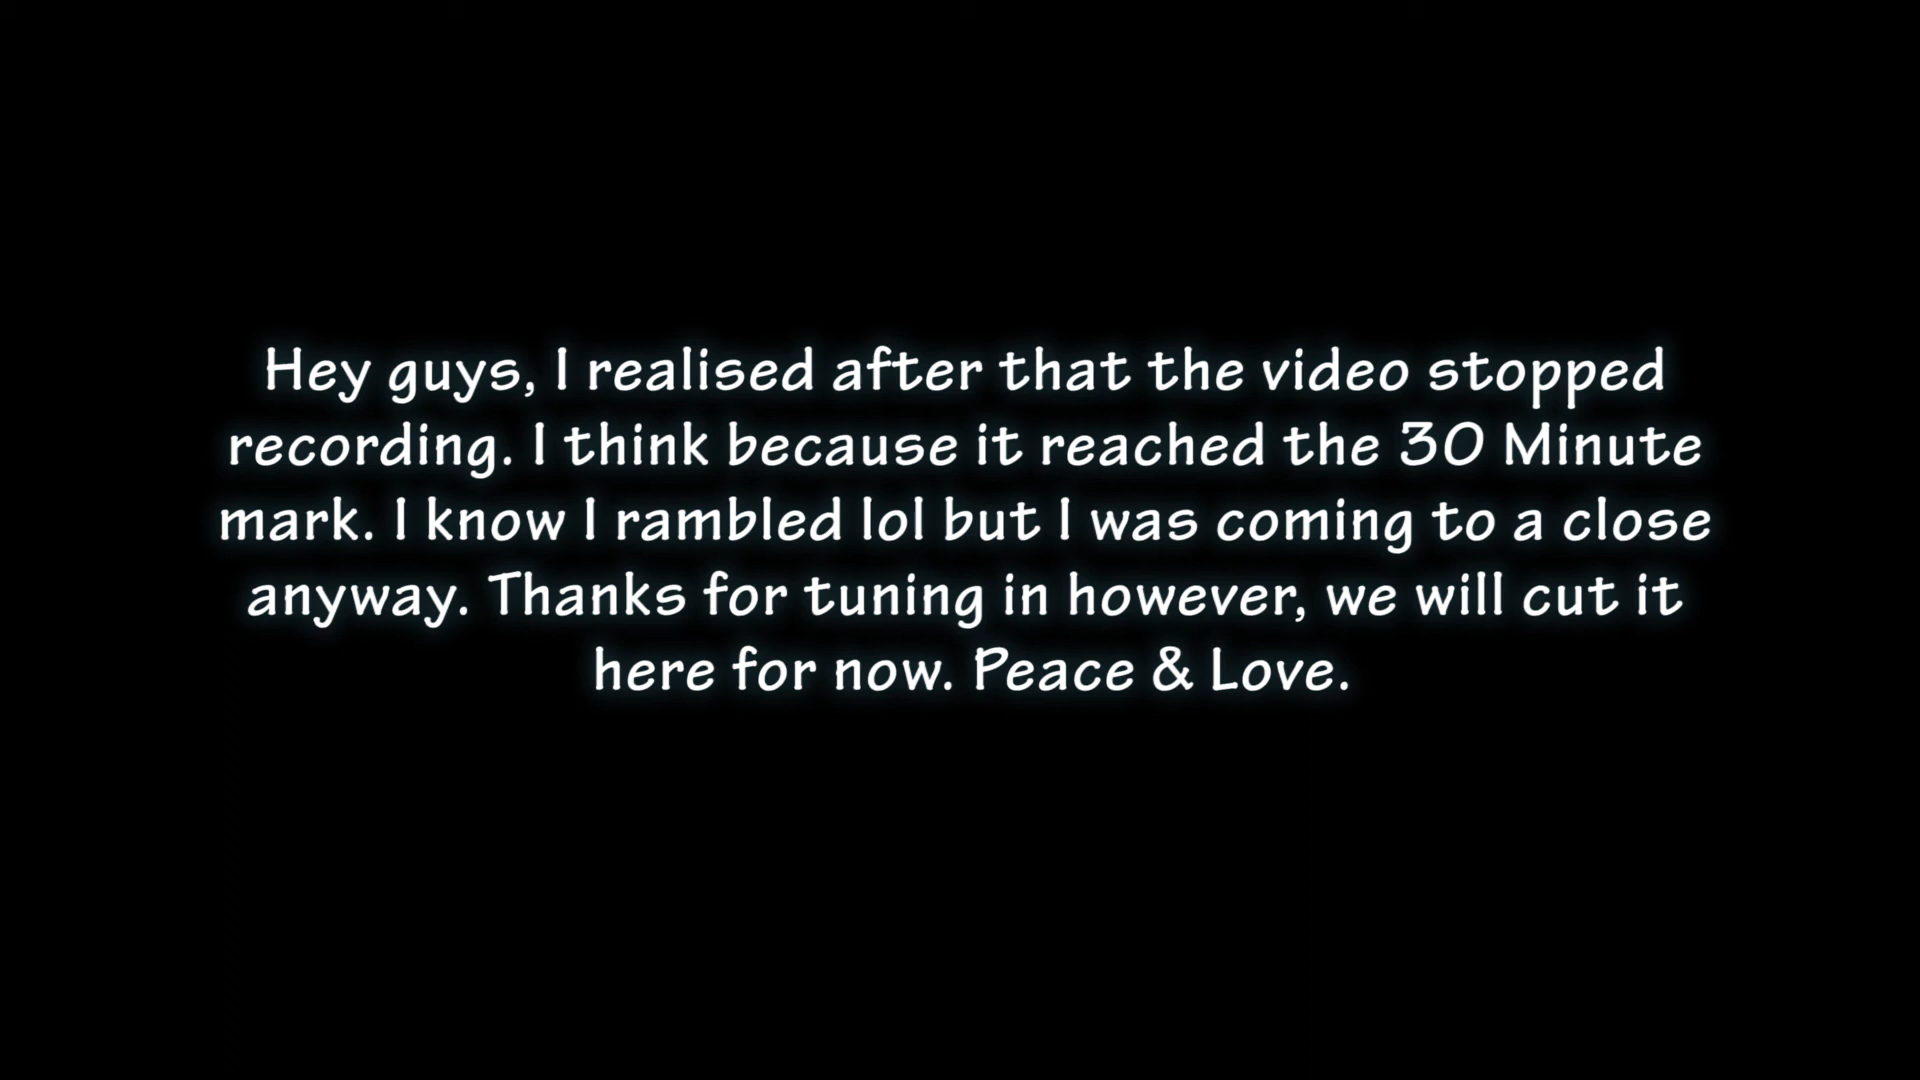 Hey guys, I realised after that the video stopped
recording. I think because it reached the 30 Minute
mark. I know I rambled lol but I was coming to a close
anyway. Thanks for tuning in however, we will cut it
here for now. Peace & Love.